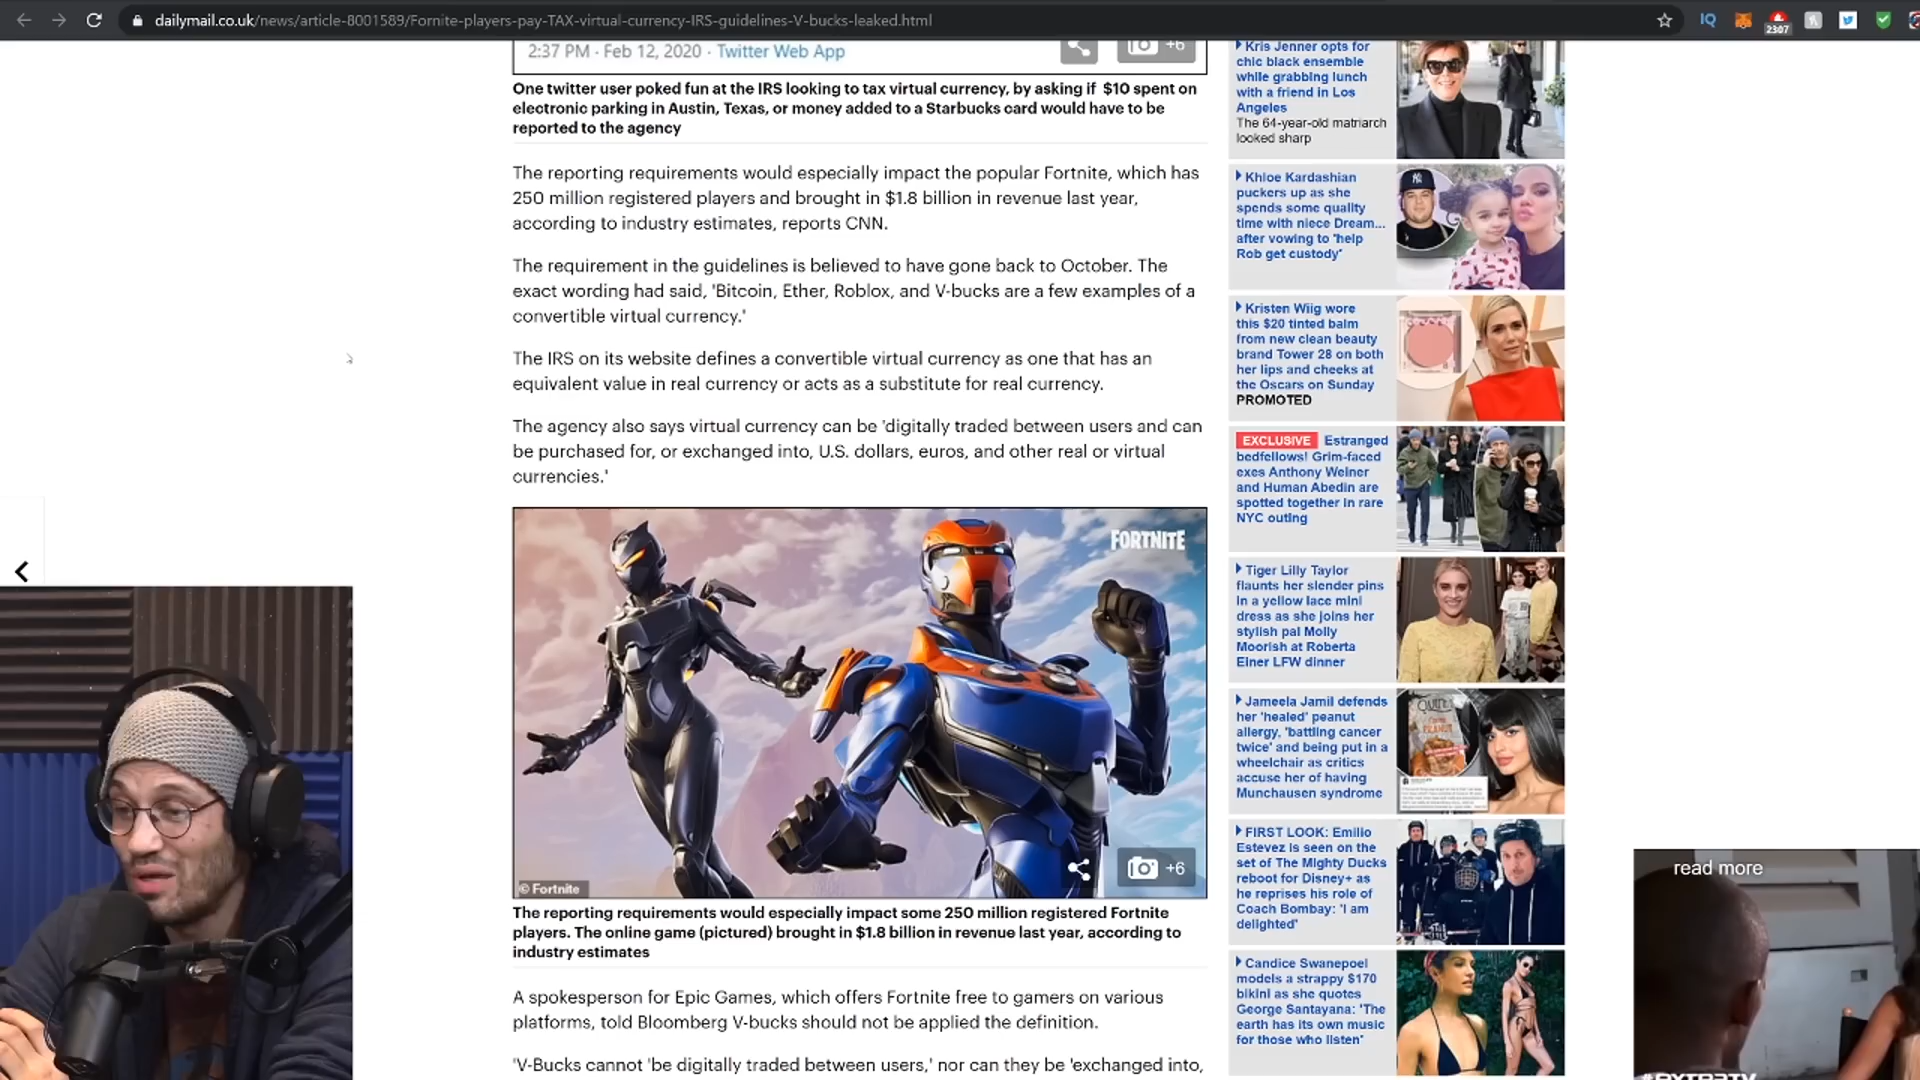 dailymail.co.uk/news/article-8001589/Fornite-players-pay-TAX-virtual-currency-IRS-guidelines-V-bucks-leaked.html
IQ
2307
2:37 PM · Feb 12, 2020 · Twitter Web App
+6
One twitter user poked fun at the IRS looking to tax virtual currency, by asking if $10 spent on
electronic parking in Austin, Texas, or money added to a Starbucks card would have to be
reported to the agency
The reporting requirements would especially impact the popular Fortnite, which has
250 million registered players and brought in $1.8 billion in revenue last year,
according to industry estimates, reports CNN.
The requirement in the guidelines is believed to have gone back to October. The
exact wording had said, 'Bitcoin, Ether, Roblox, and V-bucks are a few examples of a
convertible virtual currency.'
The IRS on its website defines a convertible virtual currency as one that has an
equivalent value in real currency or acts as a substitute for real currency.
The agency also says virtual currency can be 'digitally traded between users and can
be purchased for, or exchanged into, U.S. dollars, euros, and other real or virtual
currencies.'
FORTNITE
© Fortnite
+6
The reporting requirements would especially impact some 250 million registered Fortnite
players. The online game (pictured) brought in $1.8 billion in revenue last year, according to
industry estimates
A spokesperson for Epic Games, which offers Fortnite free to gamers on various
platforms, told Bloomberg V-bucks should not be applied the definition.
'V-Bucks cannot 'be digitally traded between users,' nor can they be 'exchanged into,
Kris Jenner opts for
chic black ensemble
while grabbing lunch
with a friend in Los
Angeles
The 64-year-old matriarch
looked sharp
Khloe Kardashian
puckers up as she
spends some quality
time with niece Dream...
after vowing to 'help
Rob get custody'
Kristen Wiig wore
this $20 tinted balm
from new clean beauty
brand Tower 28 on both
her lips and cheeks at
the Oscars on Sunday
PROMOTED
EXCLUSIVE Estranged
bedfellows! Grim-faced
exes Anthony Weiner
and Human Abedin are
spotted together in rare
NYC outing
Tiger Lilly Taylor
flaunts her slender pins
in a yellow lace mini
dress as she joins her
stylish pal Molly
Moorish at Roberta
Einer LFW dinner
Jameela Jamil defends
her 'healed' peanut
allergy, 'battling cancer
twice' and being put in a
wheelchair as critics
accuse her of having
Munchausen syndrome
FIRST LOOK: Emilio
Estevez is seen on the
set of The Mighty Ducks
reboot for Disney+ as
he reprises his role of
Coach Bombay: 'I am
delighted'
Candice Swanepoel
models a strappy $170
bikini as she quotes
George Santayana: 'The
earth has its own music
for those who listen'
read more
#EXTRATV